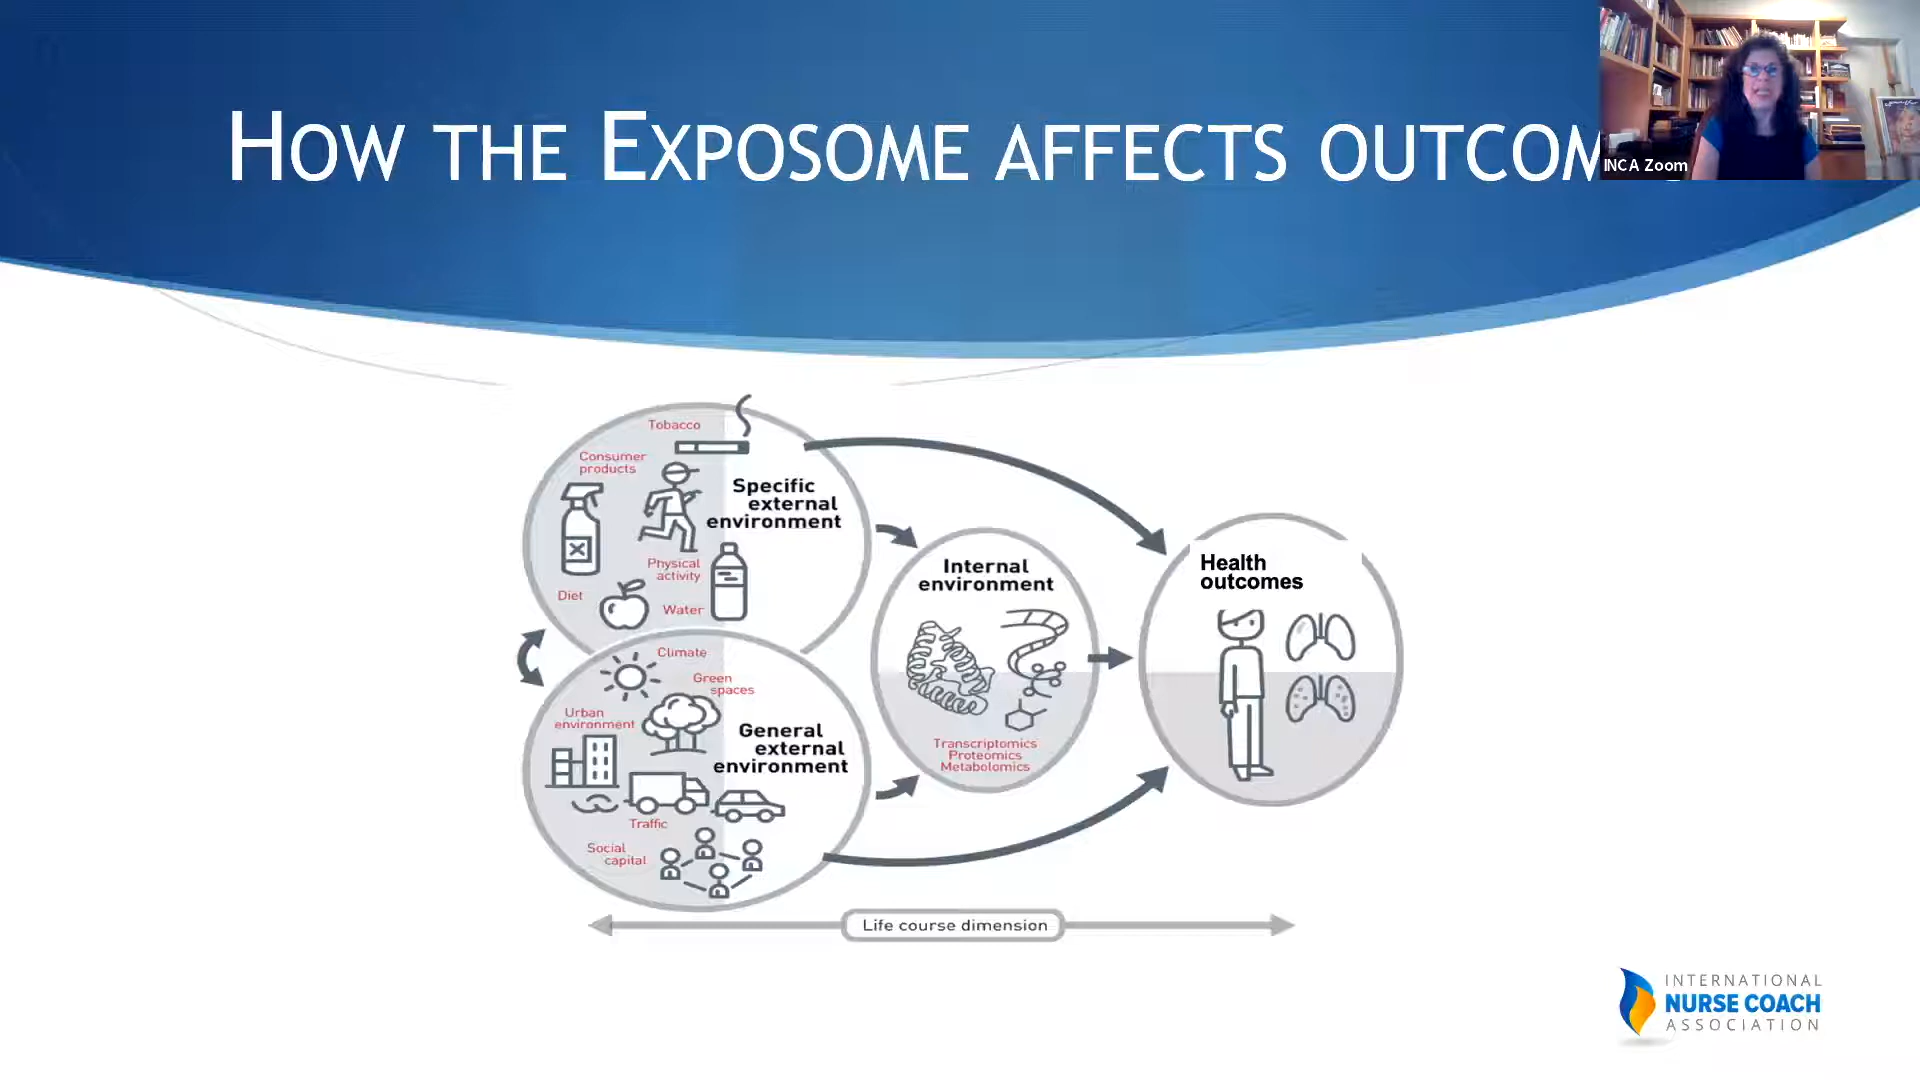 HOW THE EXPOSOME AFFECTS OUTCOM
INCA Zoom
Tobacco
Consumer
products
Specific
external
environment
Physical
activity
Diet
Water
Climate
Green
spaces
Urban
environment
General
external
environment
Traffic
Social
capital
Internal
environment
Transcriptomics
Proteomics
Metabolomics
Health
outcomes
Life course dimension
INTERNATIONAL
NURSE COACH
ASSOCIATION